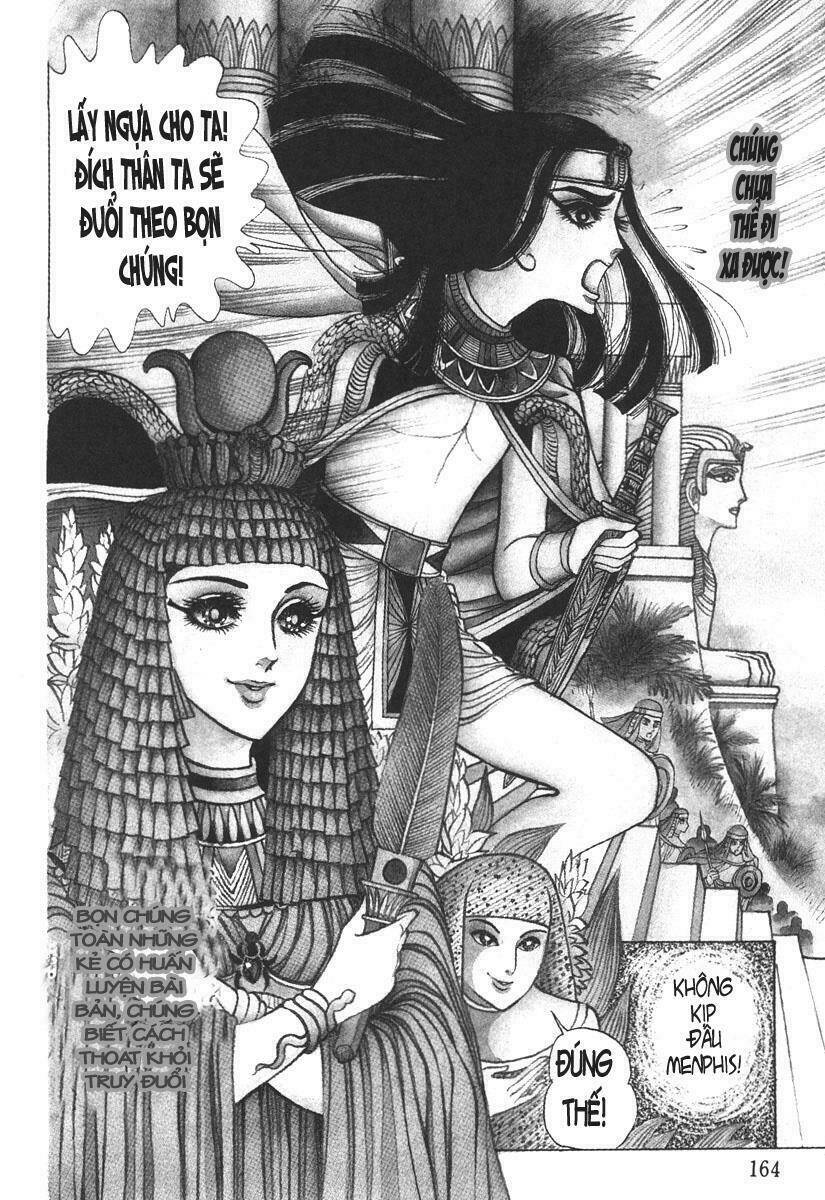 LẤY NGỰA CHO TA!
ĐÍCH THÂN TA SẼ
ĐUỔI THEO BỌN
CHÚNG!
CHÚNG
CHƯA
THỂ ĐI
XA ĐƯỢC!
BỌN CHÚNG
TOÀN NHỮNG
KẺ CÓ HUẤN
LUYỆN BÀI
BẢN, CHÚNG
BIẾT CÁCH
THOÁT KHỎI
TRUY ĐUỔI
ĐÚNG
THẾ!
KHÔNG
KỊP
ĐÂU
MENPHIS!
164